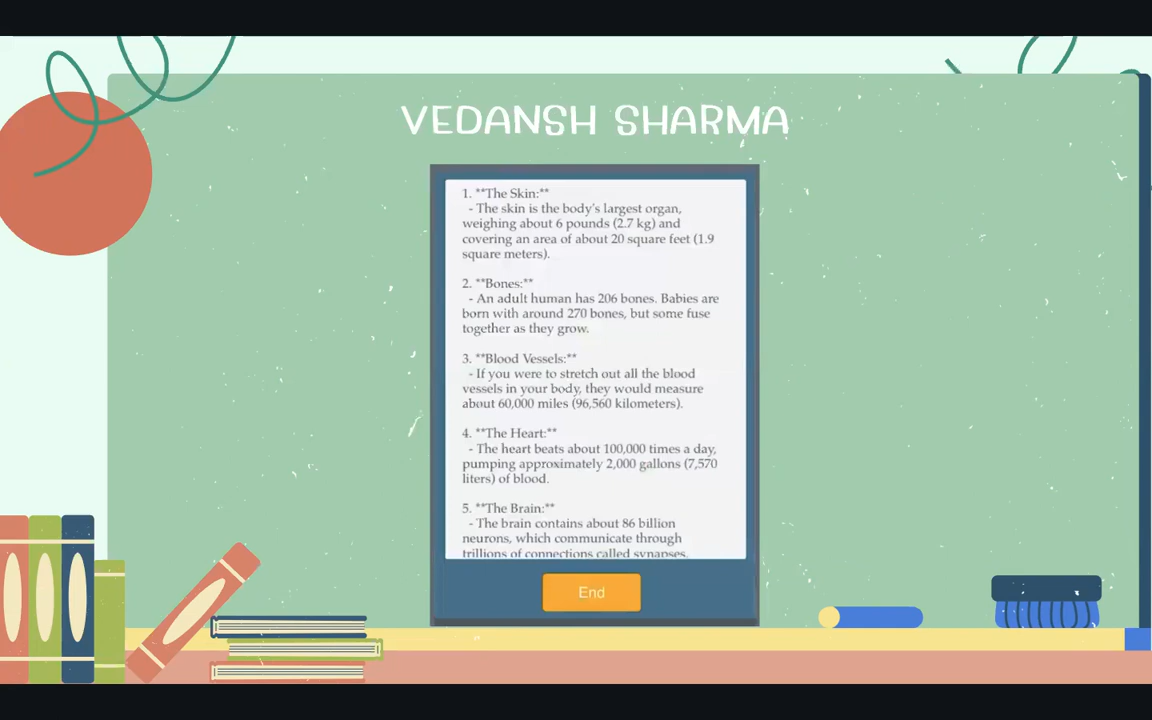 VEDANSH SHARMA
1. **The Skin:**
- The skin is the body's largest organ,
weighing about 6 pounds (2.7 kg) and
covering an area of about 20 square feet (1.9
square meters).
2. **Bones:**
- An adult human has 206 bones. Babies are
born with around 270 bones, but some fuse
together as they grow.
3. **Blood Vessels:**
- If you were to stretch out all the blood
vessels in your body, they would measure
about 60,000 miles (96,560 kilometers).
4. **The Heart:**
- The heart beats about 100,000 times a day,
pumping approximately 2,000 gallons (7,570
liters) of blood.
5. **The Brain:**
- The brain contains about 86 billion
neurons, which communicate through
trillions of connections called synapses.
End